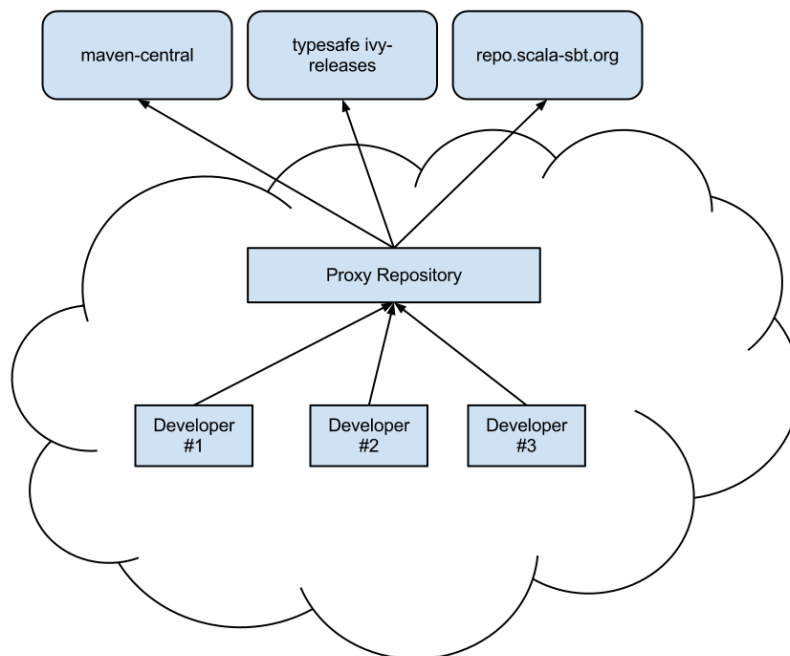 maven-central
typesafe ivy-
releases
repo.scala-sbt.org
Proxy Repository
Developer
#1
Developer
#2
Developer
#3